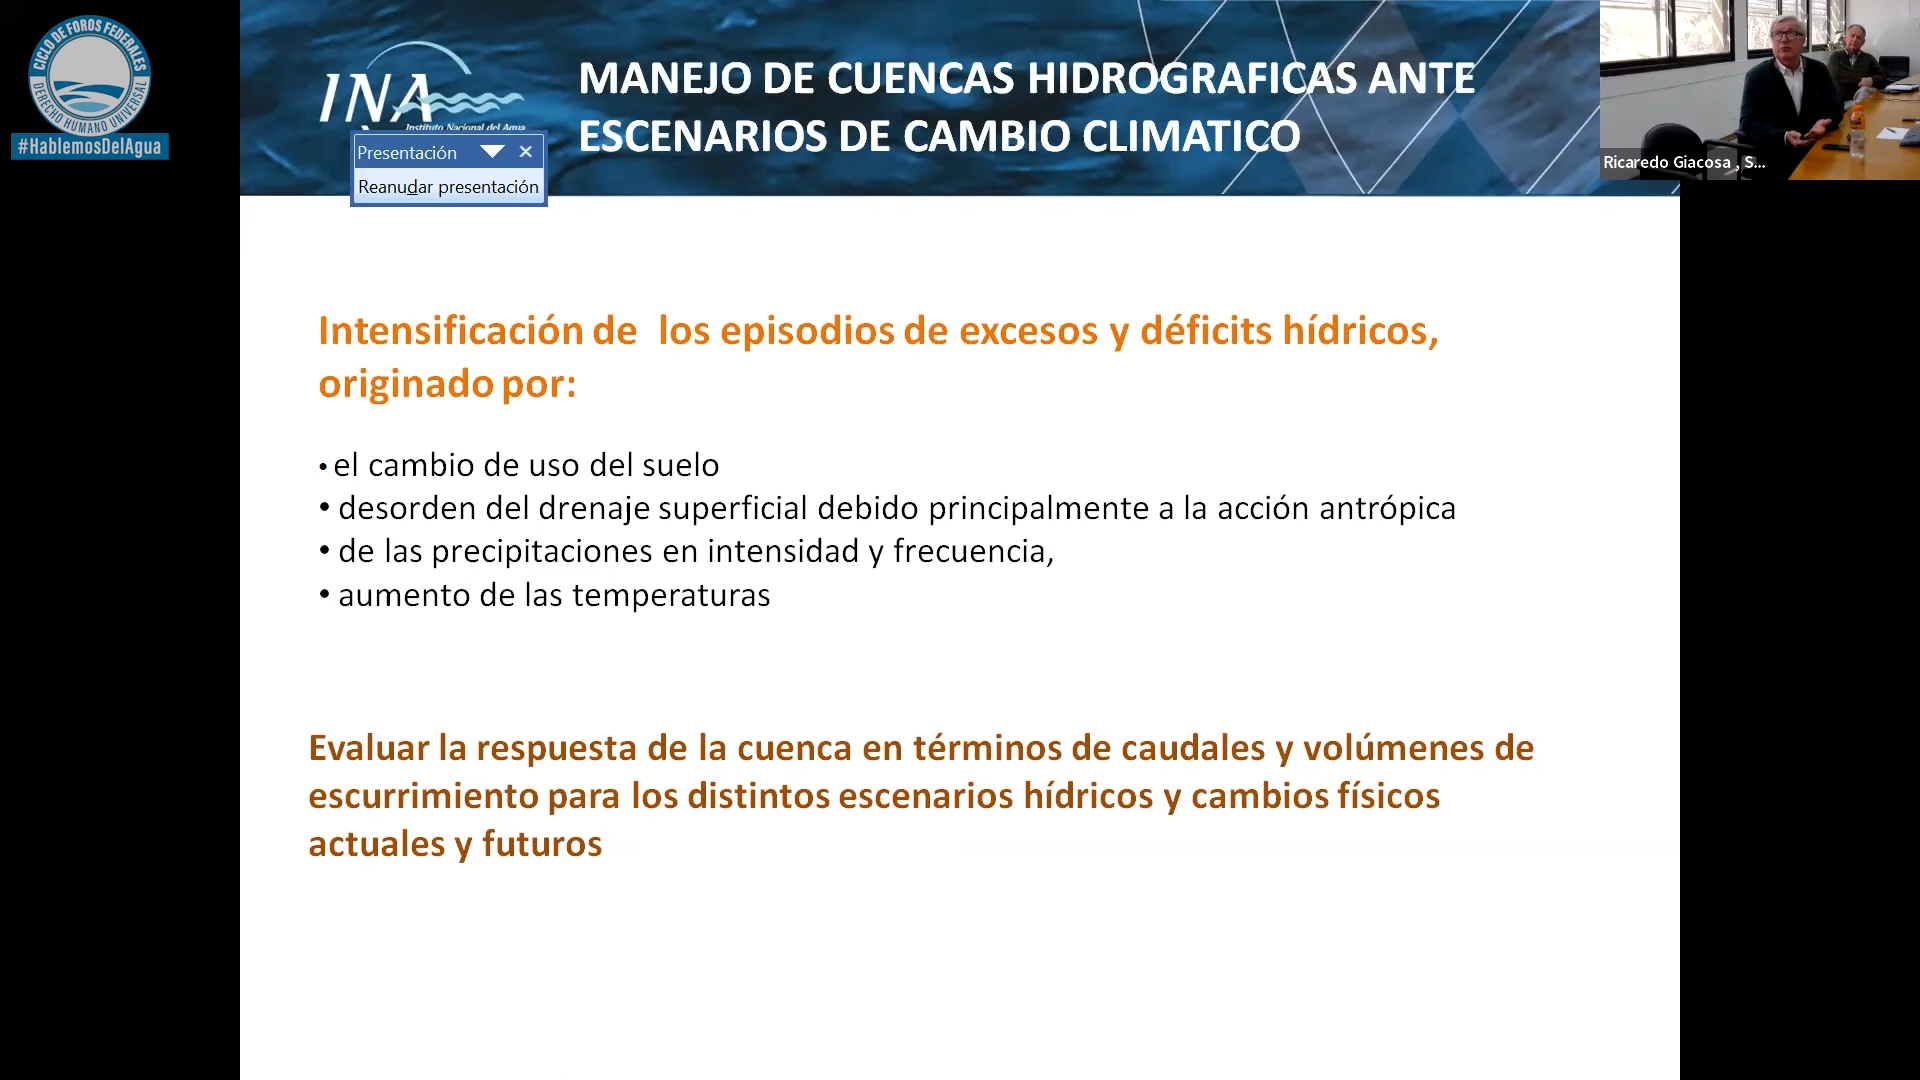 CICLO DE FOROS FEDERALES
DERECHO HUMANO UNIVERSAL
#HablemosDelAgua
INA
Instituto Nacional del Agua
MANEJO DE CUENCAS HIDROGRAFICAS ANTE
ESCENARIOS DE CAMBIO CLIMATICO
Presentación
Reanudar presentación
Ricaredo Giacosa , S...
Intensificación de los episodios de excesos y déficits hídricos,
originado por:
• el cambio de uso del suelo
• desorden del drenaje superficial debido principalmente a la acción antrópica
• de las precipitaciones en intensidad y frecuencia,
• aumento de las temperaturas
Evaluar la respuesta de la cuenca en términos de caudales y volúmenes de
escurrimiento para los distintos escenarios hídricos y cambios físicos
actuales y futuros